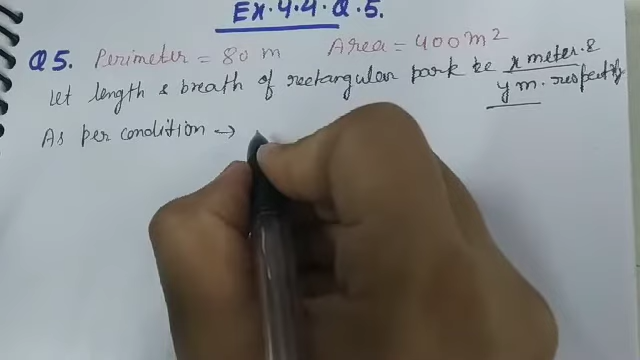 Ex.4.4.Q.5.
Q5. Perimeter = 80 m Area = 400 m²
Let length & breath of rectangular park be x meter. &
y m. respectify
As per condition →